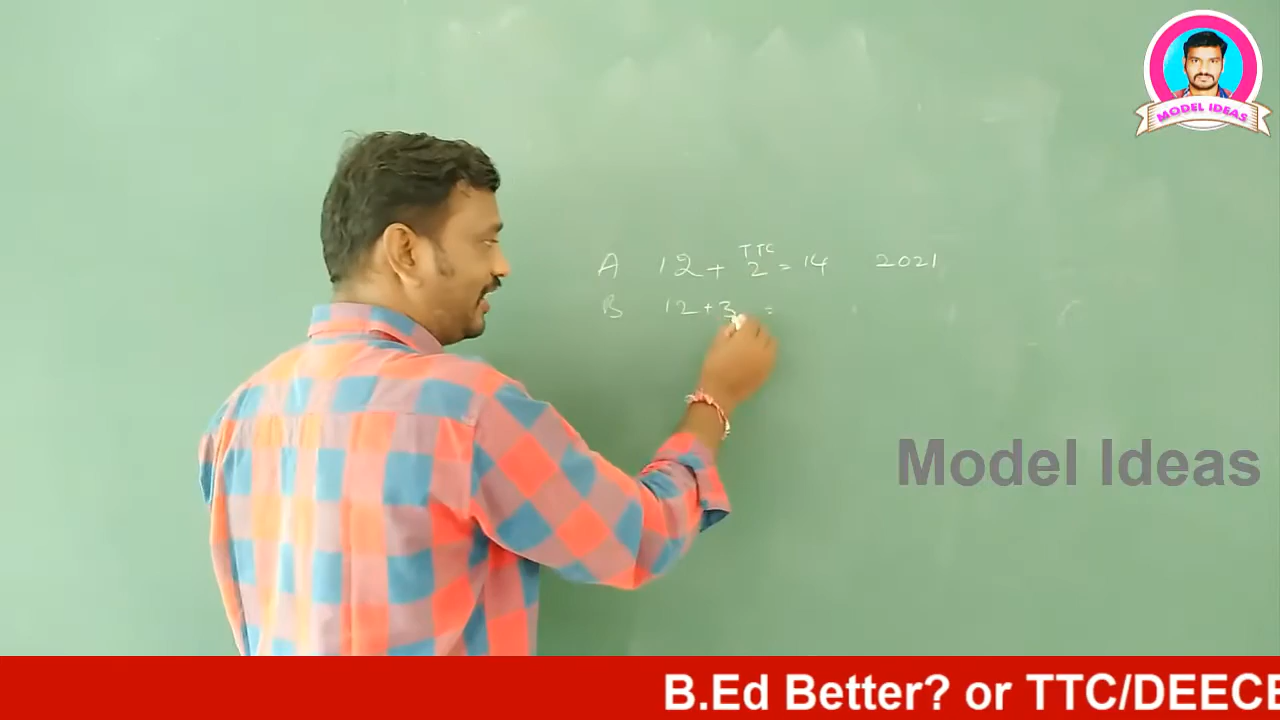 MODEL IDEAS
A 12 + TTC 2 = 14 2021
B 12 + 3 =
Model Ideas
B.Ed Better? or TTC/DEECE